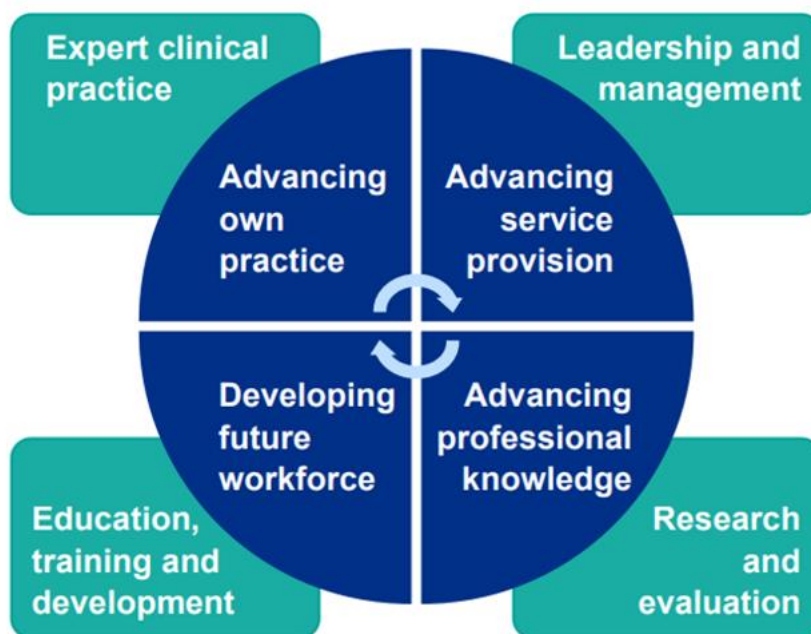 Expert clinical
practice
Leadership and
management
Advancing
own
practice
Advancing
service
provision
Developing
future
workforce
Advancing
professional
knowledge
Education,
training and
development
Research
and
evaluation